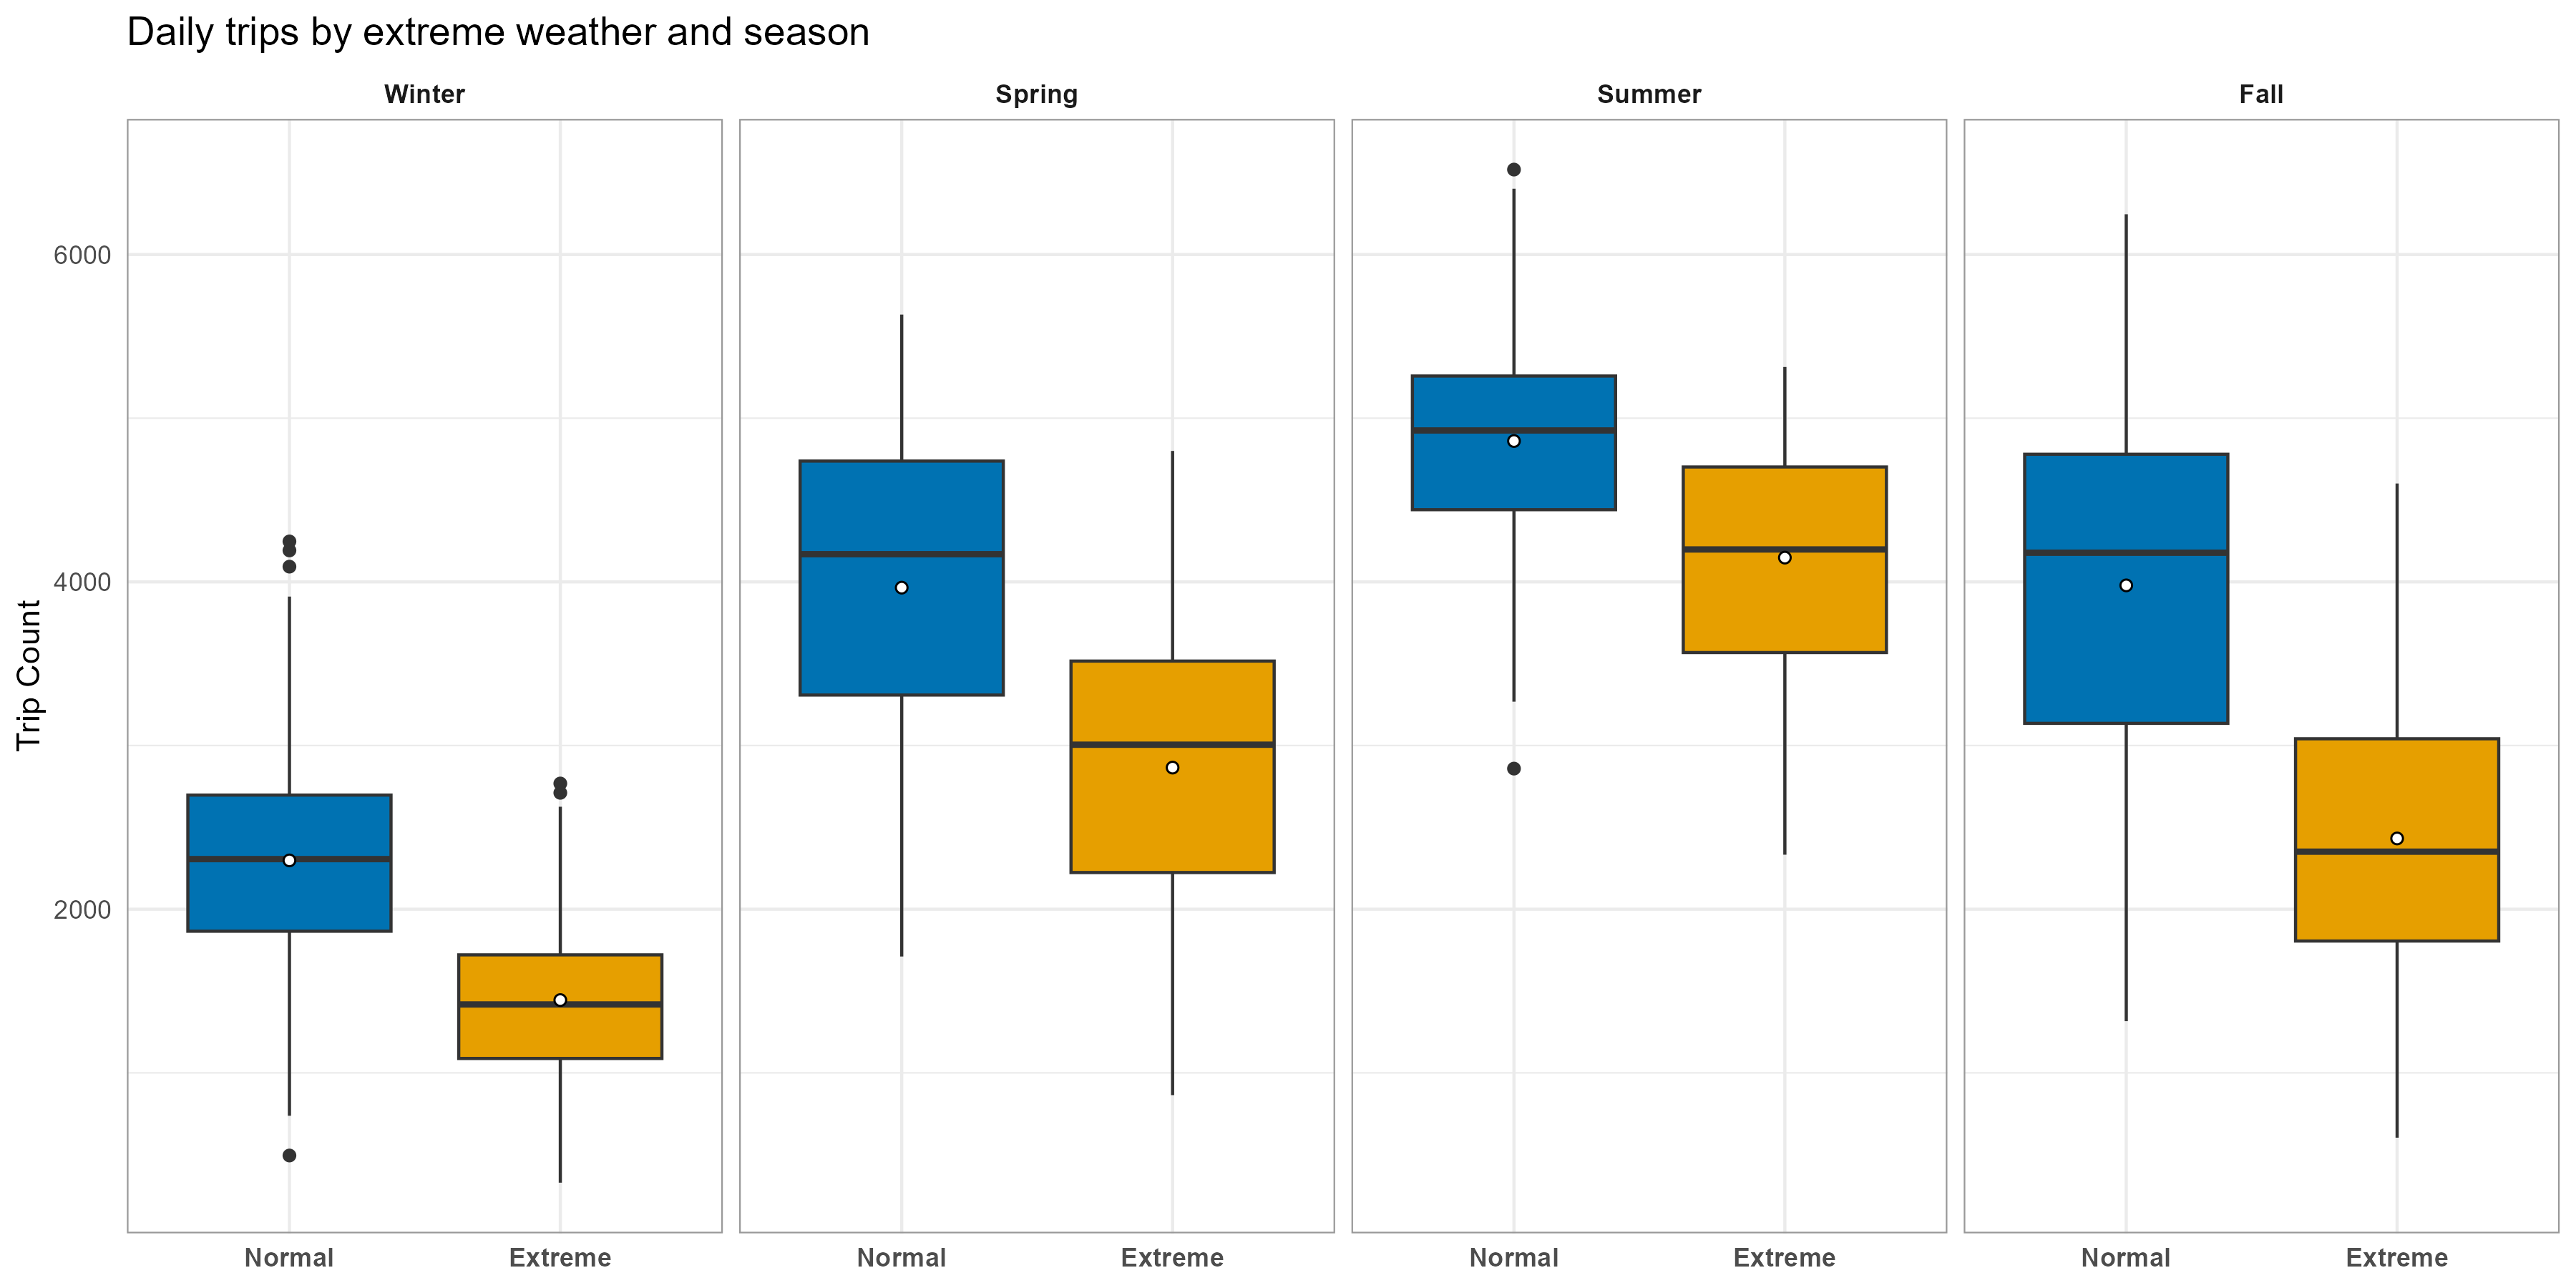 Daily trips by extreme weather and season
Winter
Spring
Summer
Fall
Trip Count
6000
4000
2000
Normal
Extreme
Normal
Extreme
Normal
Extreme
Normal
Extreme